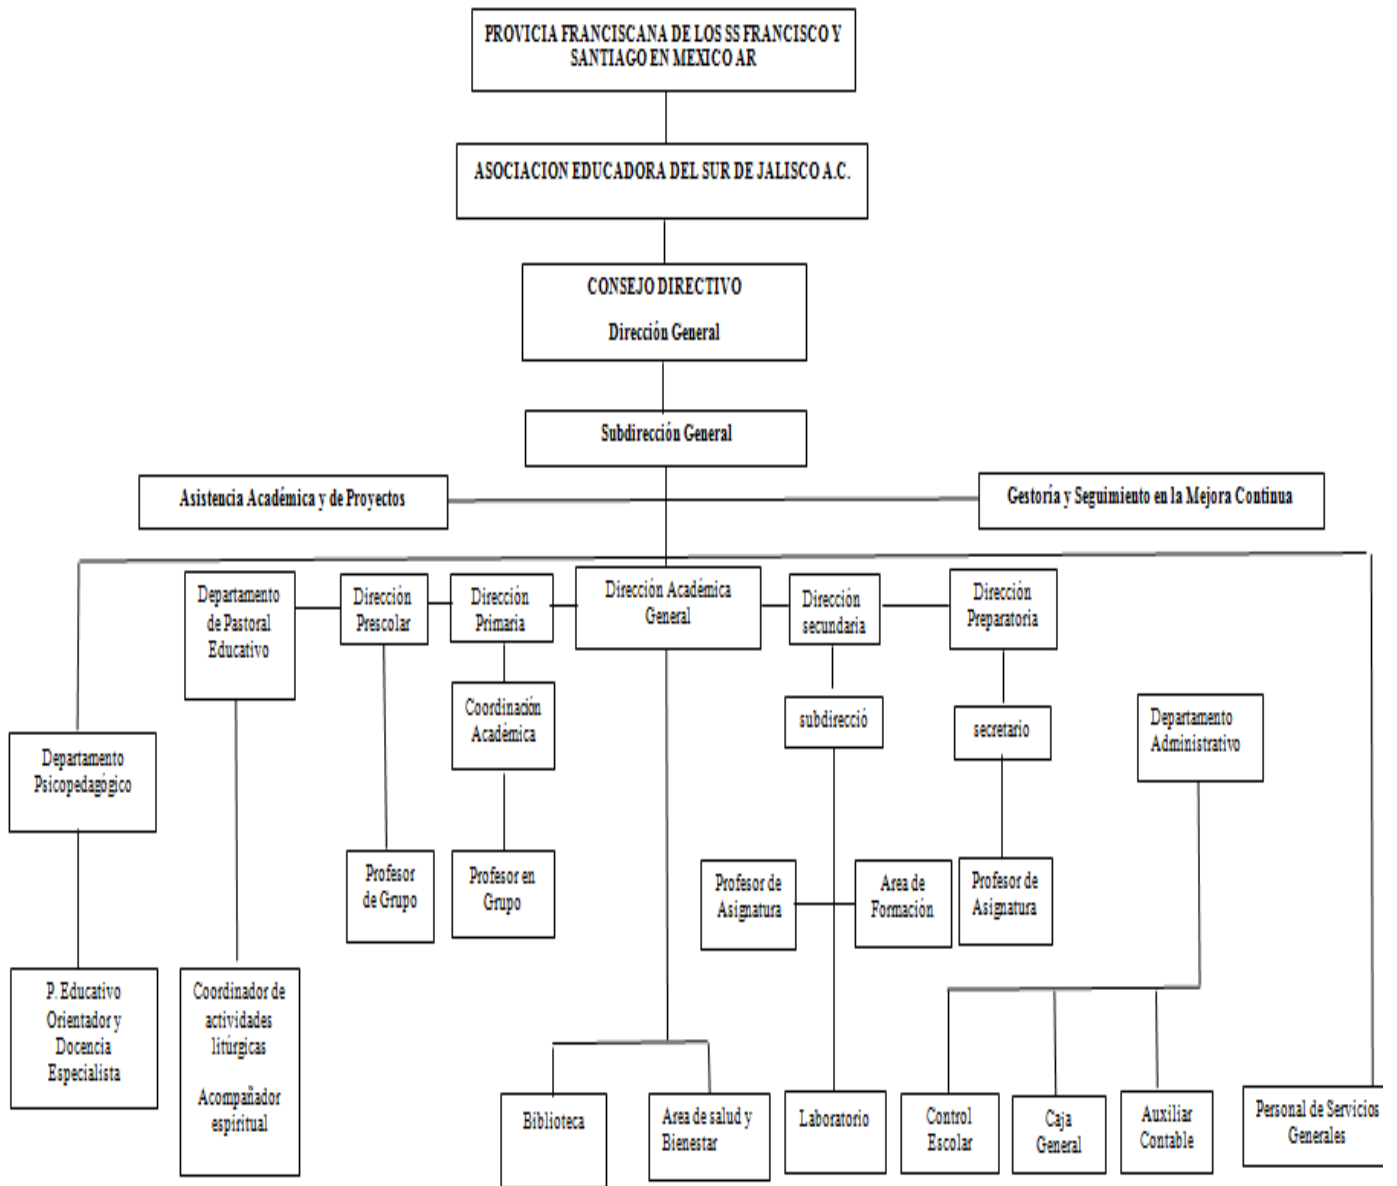 PROVICIA FRANCISCANA DE LOS SS FRANCISCO Y
SANTIAGO EN MEXICO AR
ASOCIACION EDUCADORA DEL SUR DE JALISCO A.C.
CONSEJO DIRECTIVO
Dirección General
Subdirección General
Asistencia Académica y de Proyectos
Gestoría y Seguimiento en la Mejora Continua
Departamento
de Pastoral
Educativo
Dirección
Prescolar
Dirección
Primaria
Dirección Académica
General
Dirección
secundaria
Dirección
Preparatoria
Coordinación
Académica
subdirecció
secretario
Departamento
Administrativo
Departamento
Psicopedagógico
Profesor
de Grupo
Profesor en
Grupo
Profesor de
Asignatura
Area de
Formación
Profesor de
Asignatura
P. Educativo
Orientador y
Docencia
Especialista
Coordinador de
actividades
litúrgicas
Acompañador
espiritual
Biblioteca
Area de salud y
Bienestar
Laboratorio
Control
Escolar
Caja
General
Auxiliar
Contable
Personal de Servicios
Generales